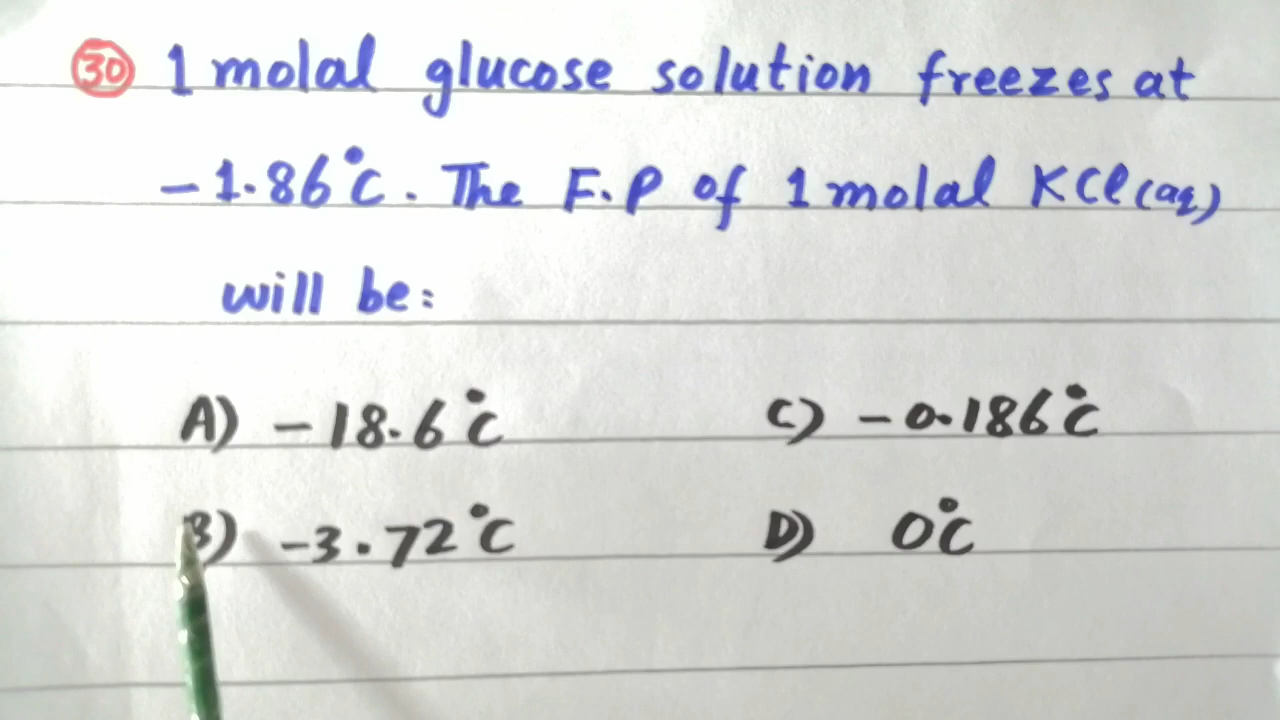 30 1 molal glucose solution freezes at
-1.86°C. The F.P of 1 molal KCl(aq)
will be:
A) -18.6°C C) -0.186°C
B) -3.72°C D) 0°C